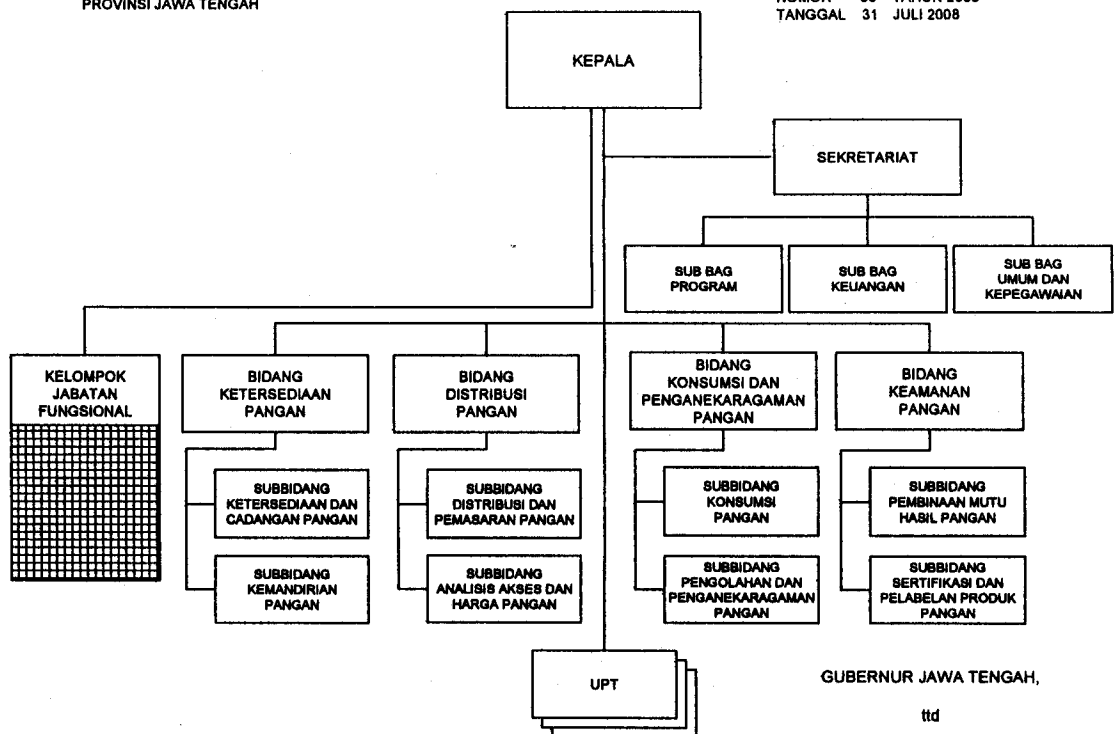 PROVINSI JAWA TENGAH
TANGGAL 31 JULI 2008
KEPALA
SEKRETARIAT
SUB BAG
PROGRAM
SUB BAG
KEUANGAN
SUB BAG
UMUM DAN
KEPEGAWAIAN
KELOMPOK
JABATAN
FUNGSIONAL
BIDANG
KETERSEDIAAN
PANGAN
BIDANG
DISTRIBUSI
PANGAN
BIDANG
KONSUMSI DAN
PENGANEKARAGAMAN
PANGAN
BIDANG
KEAMANAN
PANGAN
SUBBIDANG
KETERSEDIAAN DAN
CADANGAN PANGAN
SUBBIDANG
DISTRIBUSI DAN
PEMASARAN PANGAN
SUBBIDANG
KONSUMSI
PANGAN
SUBBIDANG
PEMBINAAN MUTU
HASIL PANGAN
SUBBIDANG
KEMANDIRIAN
PANGAN
SUBBIDANG
ANALISIS AKSES DAN
HARGA PANGAN
SUBBIDANG
PENGOLAHAN DAN
PENGANEKARAGAMAN
PANGAN
SUBBIDANG
SERTIFIKASI DAN
PELABELAN PRODUK
PANGAN
UPT
GUBERNUR JAWA TENGAH,
ttd